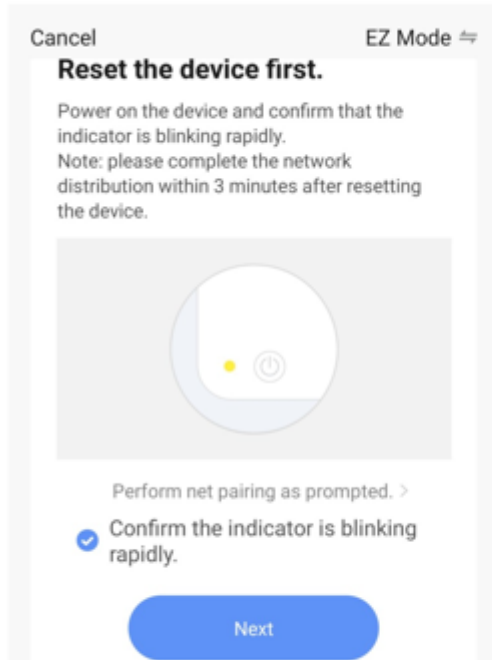 Cancel
EZ Mode
Reset the device first.
Power on the device and confirm that the
indicator is blinking rapidly.
Note: please complete the network
distribution within 3 minutes after resetting
the device.
Perform net pairing as prompted. >
Confirm the indicator is blinking
rapidly.
Next